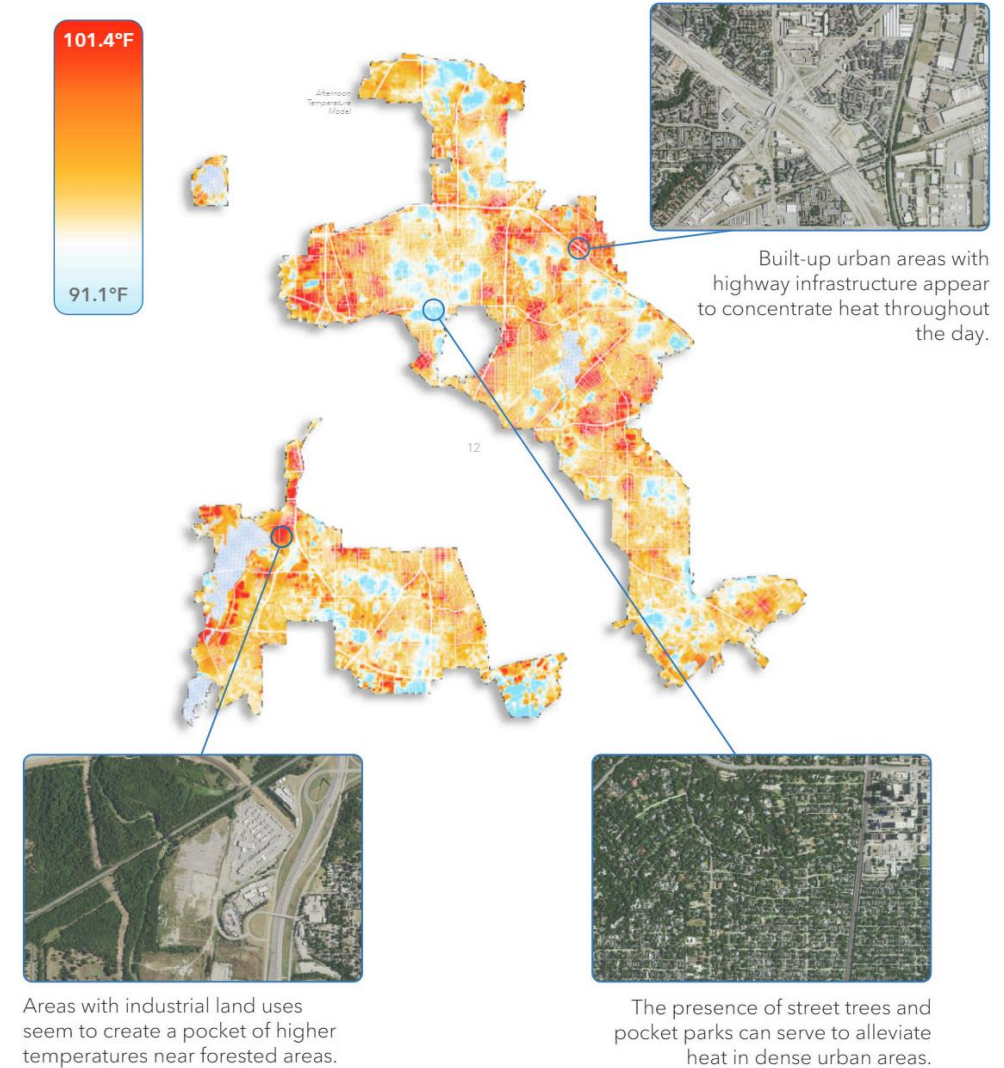 101.4°F
91.1°F
Afternoon
Temperature
Model
Built-up urban areas with
highway infrastructure appear
to concentrate heat throughout
the day.
12
Areas with industrial land uses
seem to create a pocket of higher
temperatures near forested areas.
The presence of street trees and
pocket parks can serve to alleviate
heat in dense urban areas.